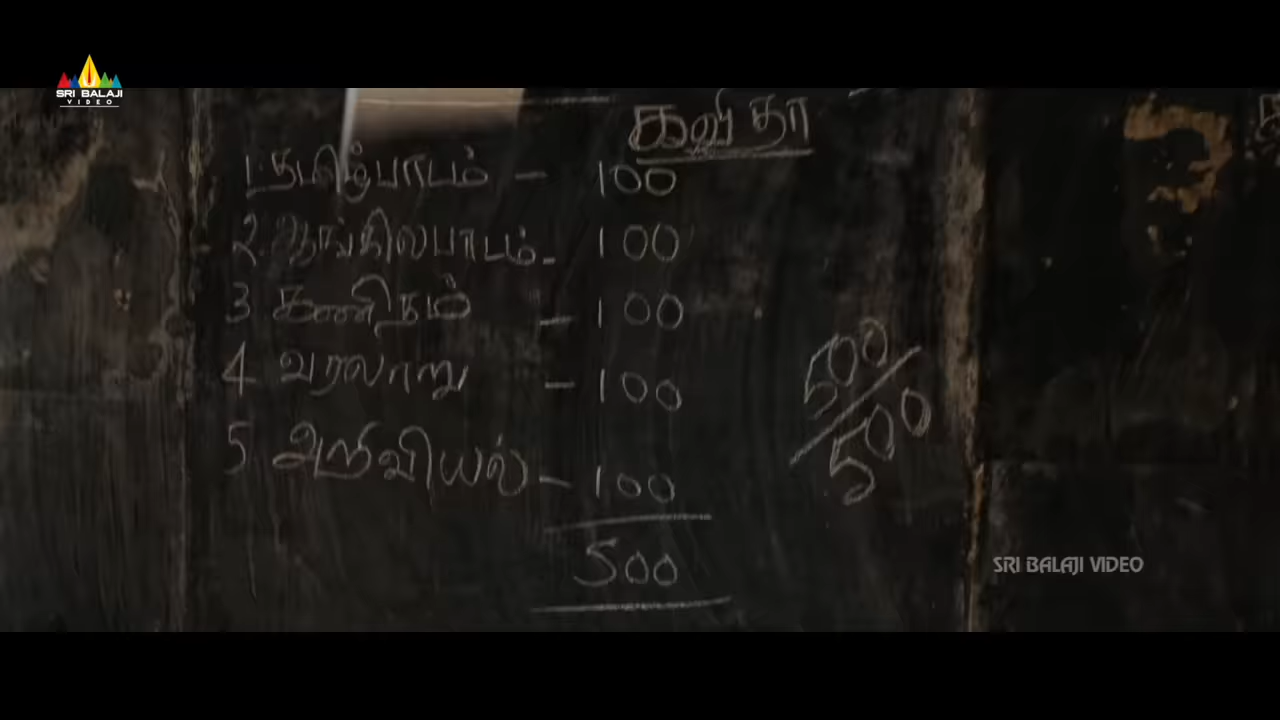 SRI BALAJI
VIDEO
கவிதா
1. தமிழ்பாடம் - 100
2. ஆங்கிலபாடம் - 100
3 கணிதம் - 100
4 வரலாறு - 100
5 அறிவியல் - 100
500
500/500
SRI BALAJI VIDEO